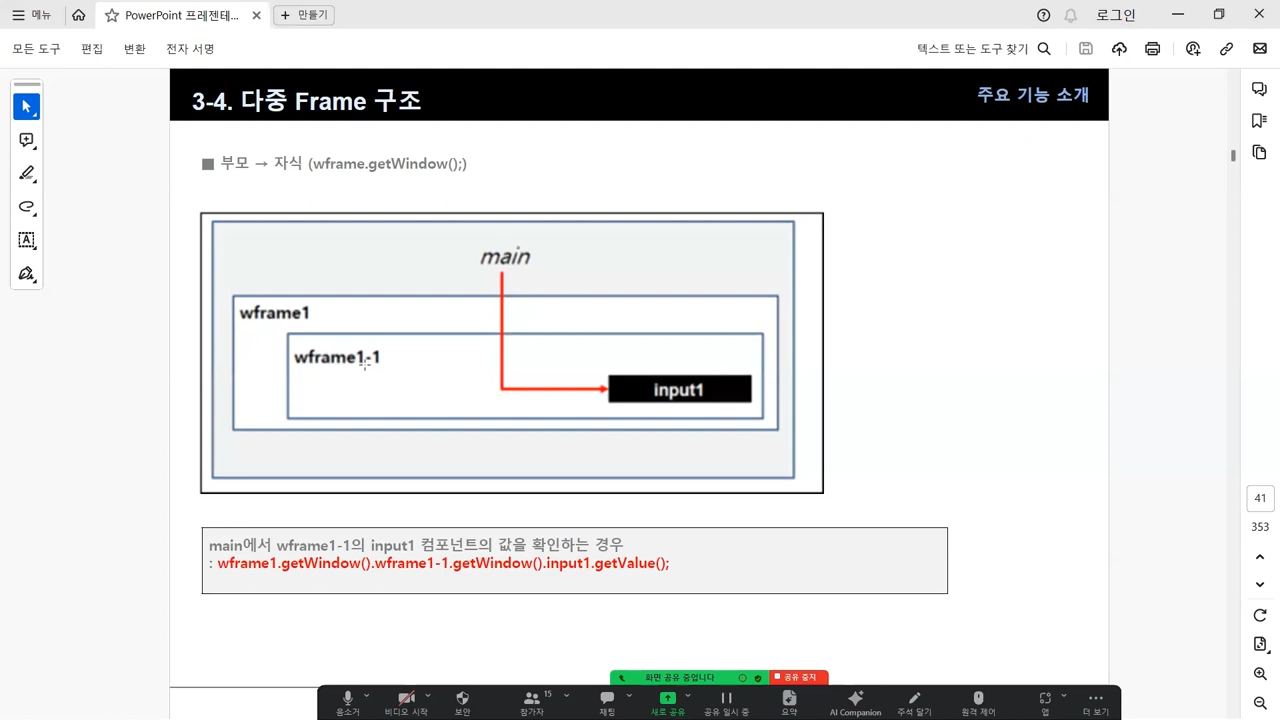 메뉴
PowerPoint 프레젠테...
만들기
로그인
모든 도구 편집 변환 전자 서명
텍스트 또는 도구 찾기
3-4. 다중 Frame 구조
주요 기능 소개
■ 부모 → 자식 (wframe.getWindow();)
main
wframe1
wframe1-1
input1
main에서 wframe1-1의 input1 컴포넌트의 값을 확인하는 경우
: wframe1.getWindow().wframe1-1.getWindow().input1.getValue();
41
353
화면 공유 중입니다
공유 중지
15
음소거 비디오 시작 보안 참가자 채팅 새로 공유 공유 일시 중 요약 AI Companion 주석 달기 원격 제어 앱 더 보기